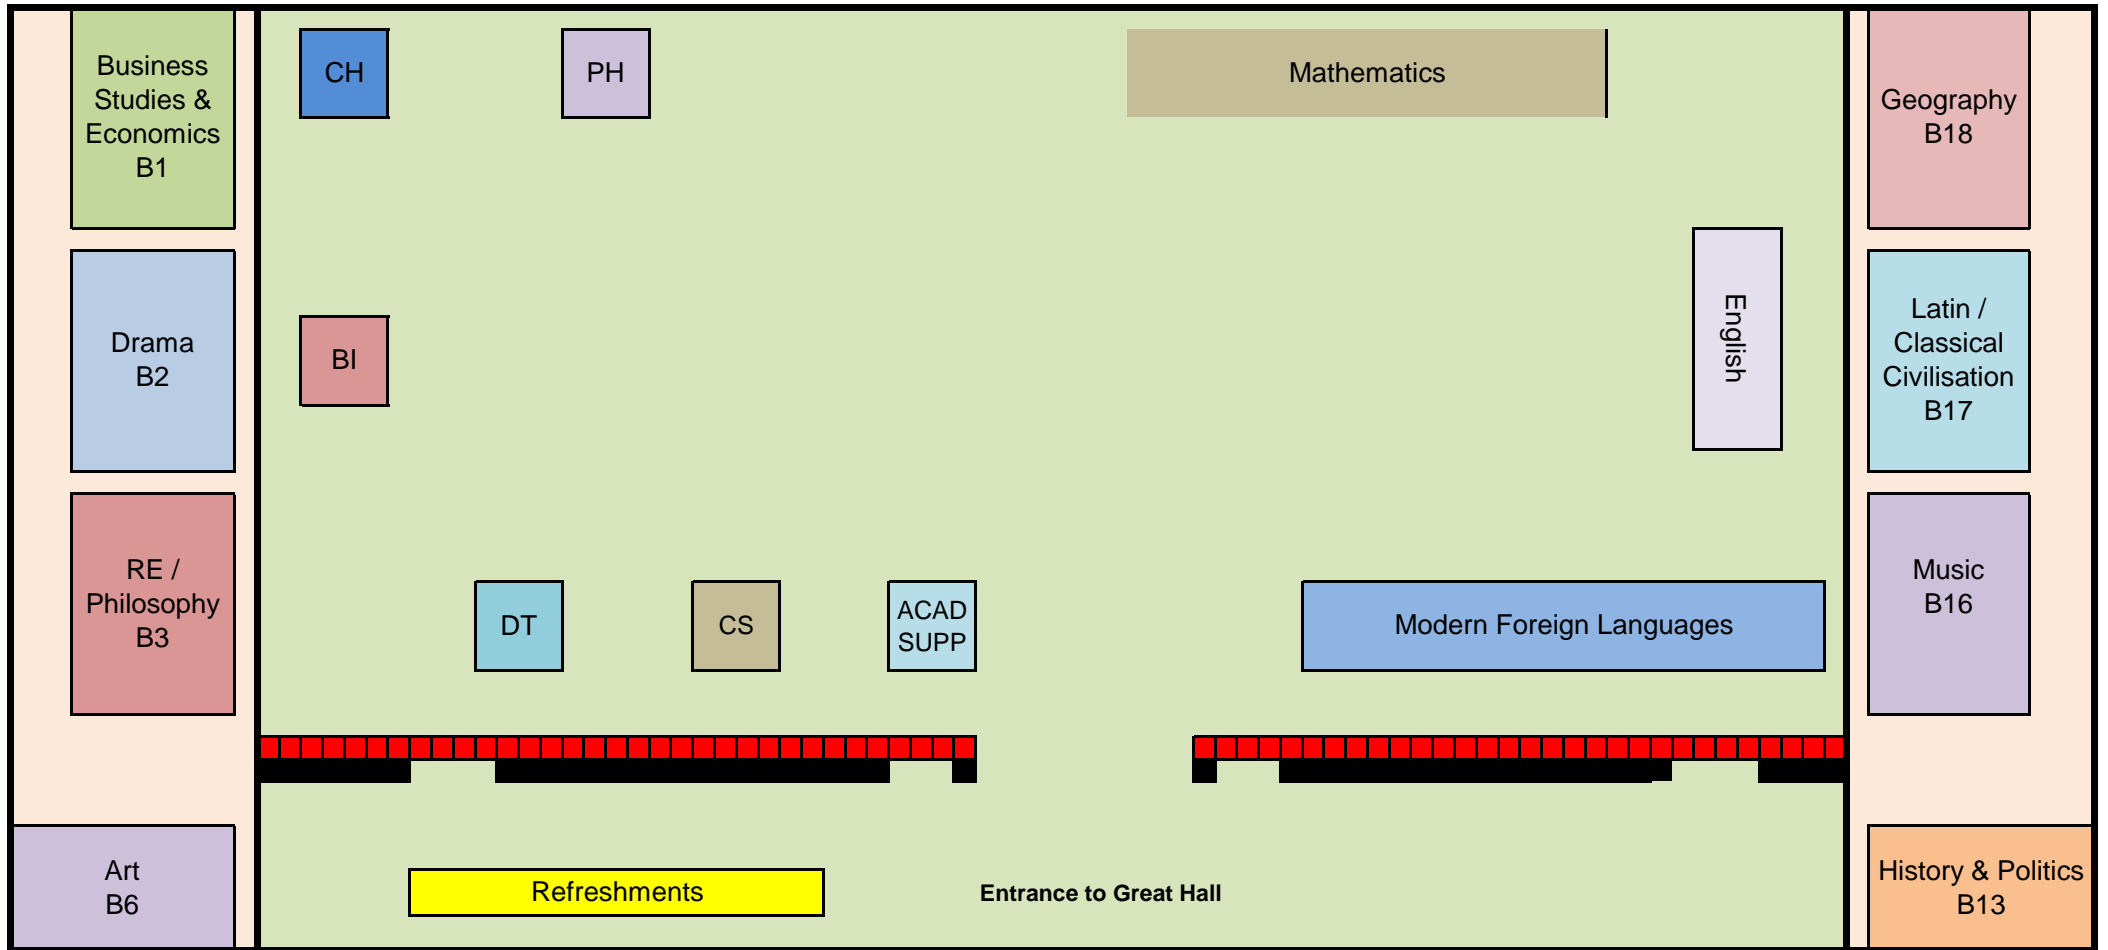 Business
Studies &
Economics
B1
CH
PH
Mathematics
Geography
B18
Drama
B2
BI
English
Latin /
Classical
Civilisation
B17
RE /
Philosophy
B3
DT
CS
ACAD
SUPP
Modern Foreign Languages
Music
B16
Art
B6
Refreshments
Entrance to Great Hall
History & Politics
B13